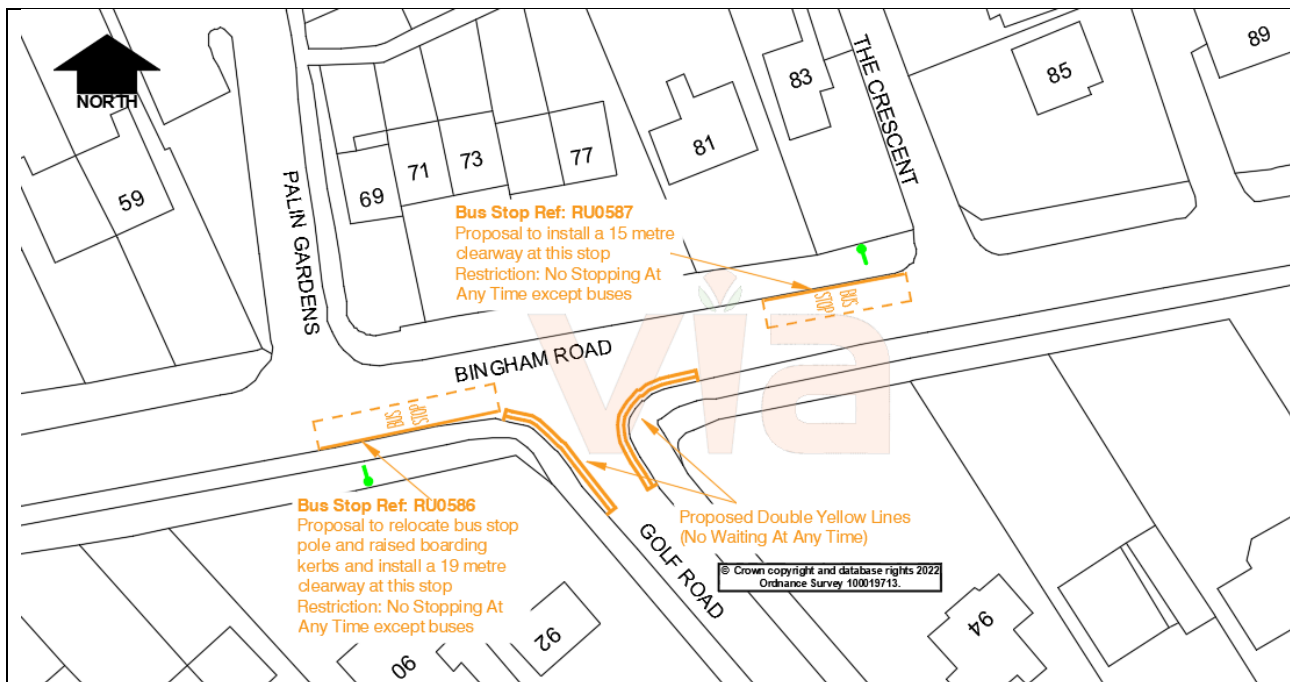 NORTH
59
PALIN GARDENS
69
71
73
77
81
83
THE CRESCENT
85
89
Bus Stop Ref: RU0587
Proposal to install a 15 metre
clearway at this stop
Restriction: No Stopping At
Any Time except buses
BUS
STOP
via
BINGHAM ROAD
BUS
STOP
Bus Stop Ref: RU0586
Proposal to relocate bus stop
pole and raised boarding
kerbs and install a 19 metre
clearway at this stop
Restriction: No Stopping At
Any Time except buses
Proposed Double Yellow Lines
(No Waiting At Any Time)
GOLF ROAD
© Crown copyright and database rights 2022
Ordnance Survey 100019713.
90
92
94